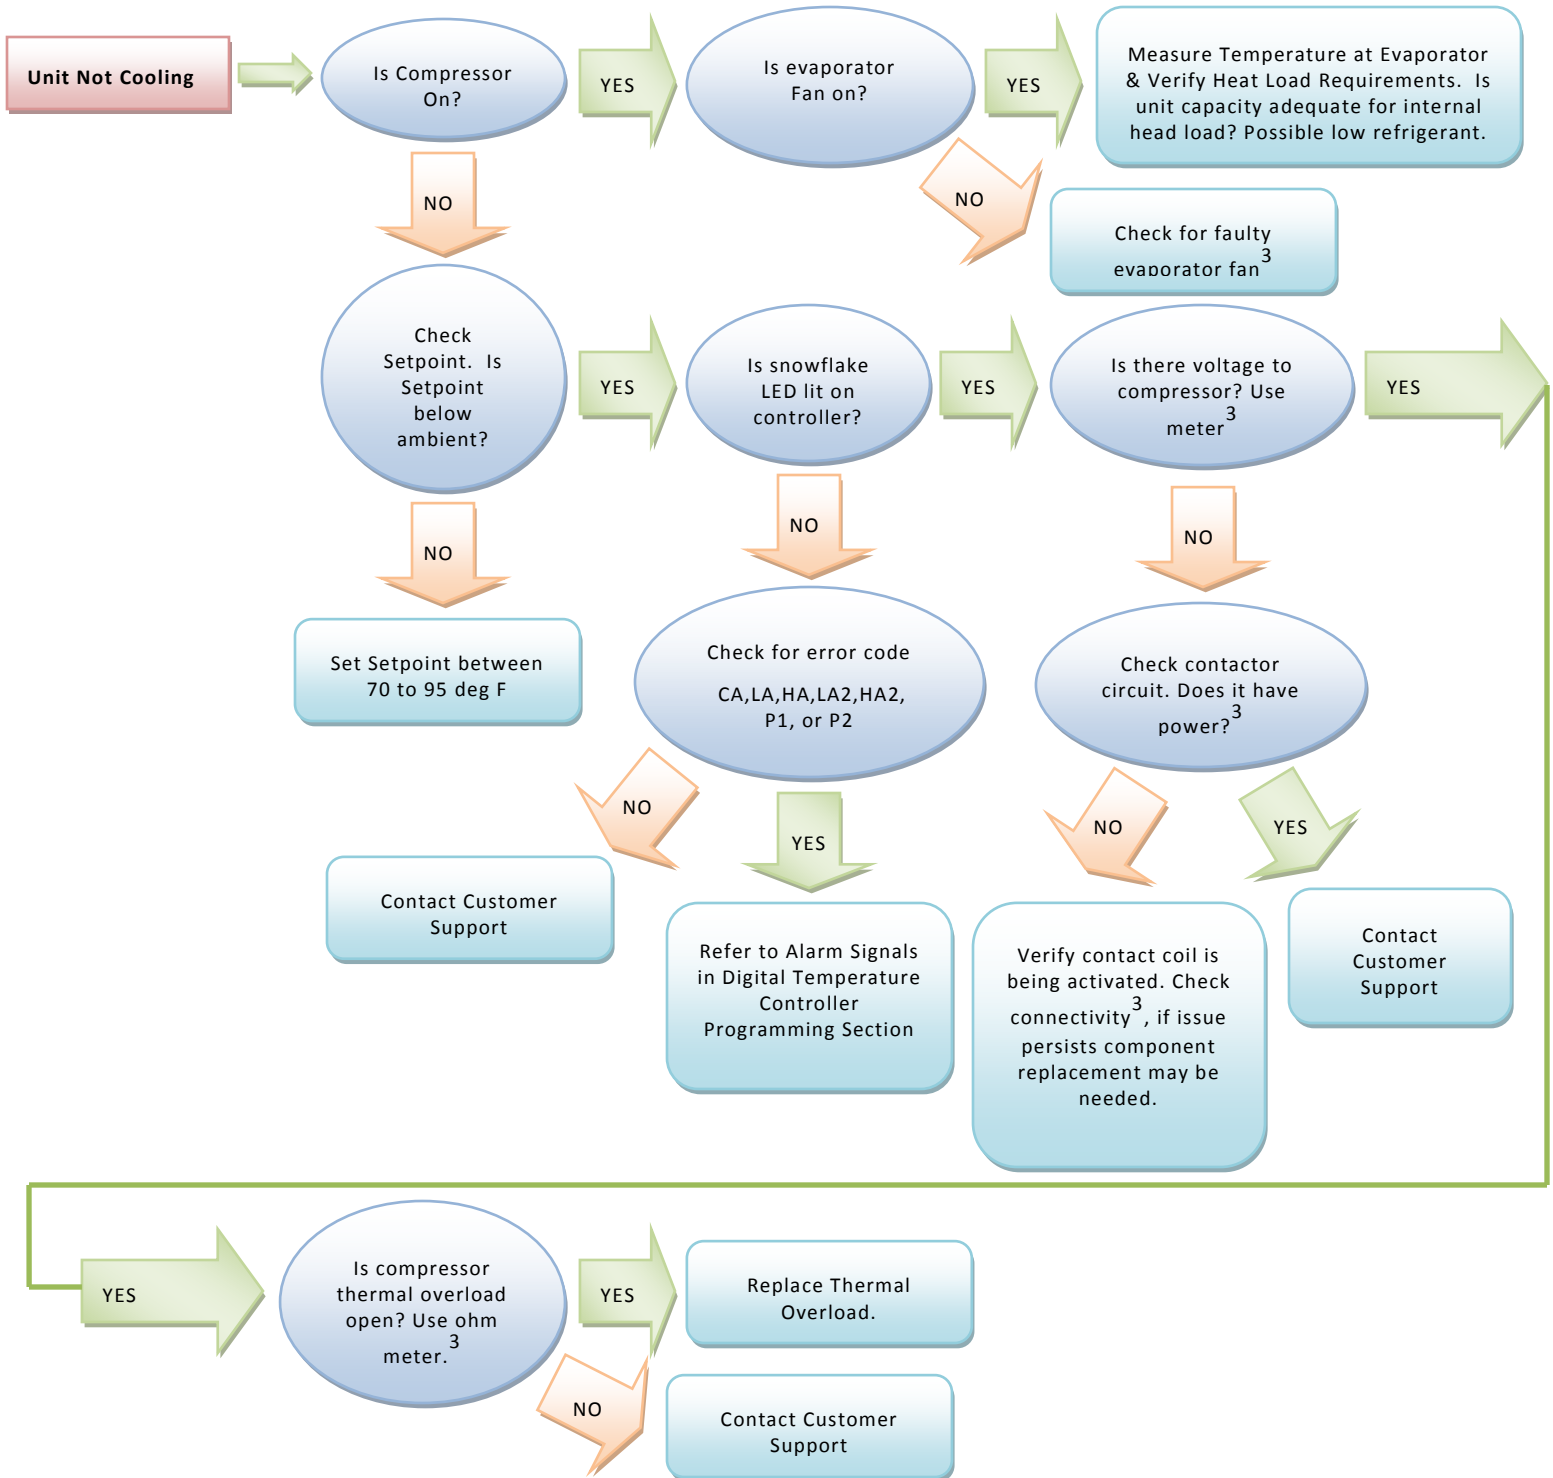 Unit Not Cooling
Is Compressor
On?
YES
Is evaporator
Fan on?
YES
Measure Temperature at Evaporator
& Verify Heat Load Requirements. Is
unit capacity adequate for internal
head load? Possible low refrigerant.
NO
NO
Check for faulty
evaporator fan3
Check
Setpoint. Is
Setpoint
below
ambient?
YES
Is snowflake
LED lit on
controller?
YES
Is there voltage to
compressor? Use
meter3
YES
NO
NO
NO
Set Setpoint between
70 to 95 deg F
Check for error code
CA,LA,HA,LA2,HA2,
P1, or P2
Check contactor
circuit. Does it have
power?3
NO
YES
NO
YES
Contact Customer
Support
Refer to Alarm Signals
in Digital Temperature
Controller
Programming Section
Verify contact coil is
being activated. Check
connectivity3, if issue
persists component
replacement may be
needed.
Contact
Customer
Support
YES
Is compressor
thermal overload
open? Use ohm
meter.3
YES
Replace Thermal
Overload.
NO
Contact Customer
Support